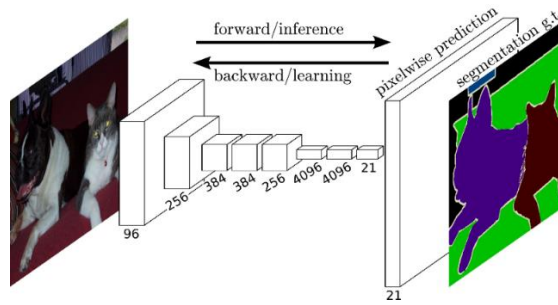 forward/inference
backward/learning
pixelwise prediction
segmentation g.t.
96
256
384
384
256
4096
4096
21
21